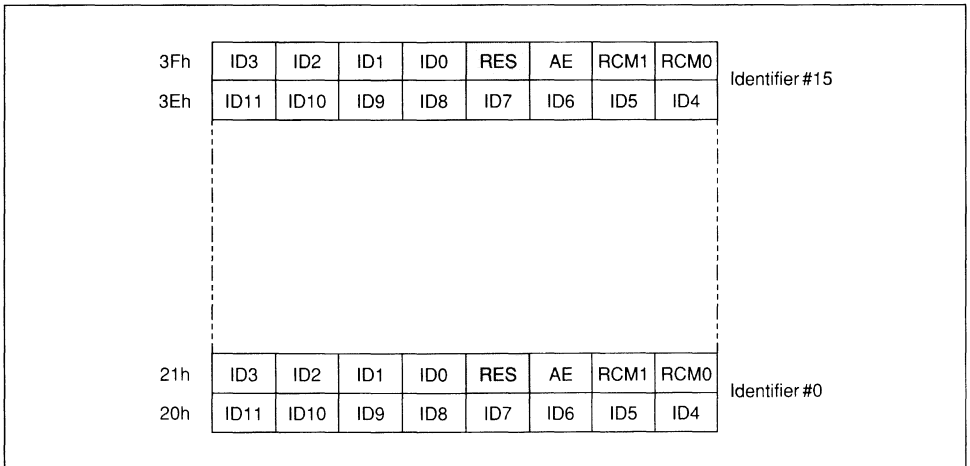 3Fh ID3 ID2 ID1 ID0 RES AE RCM1 RCM0
Identifier #15
3Eh ID11 ID10 ID9 ID8 ID7 ID6 ID5 ID4
21h ID3 ID2 ID1 ID0 RES AE RCM1 RCM0
Identifier #0
20h ID11 ID10 ID9 ID8 ID7 ID6 ID5 ID4